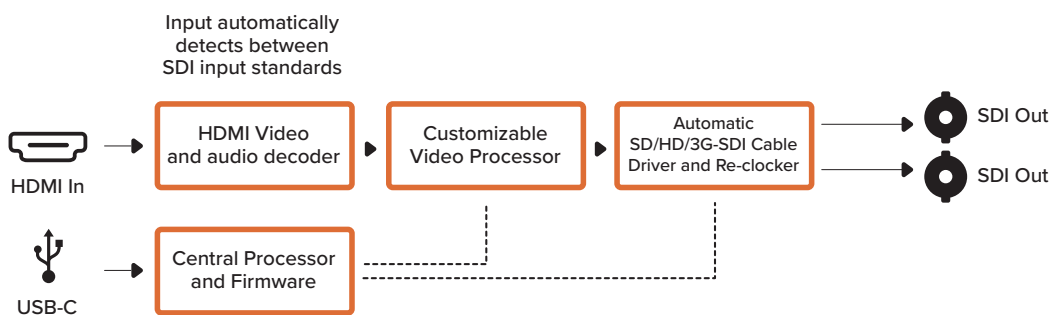 Input automatically
detects between
SDI input standards
HDMI In
HDMI Video
and audio decoder
Customizable
Video Processor
Automatic
SD/HD/3G-SDI Cable
Driver and Re-clocker
SDI Out
SDI Out
USB-C
Central Processor
and Firmware